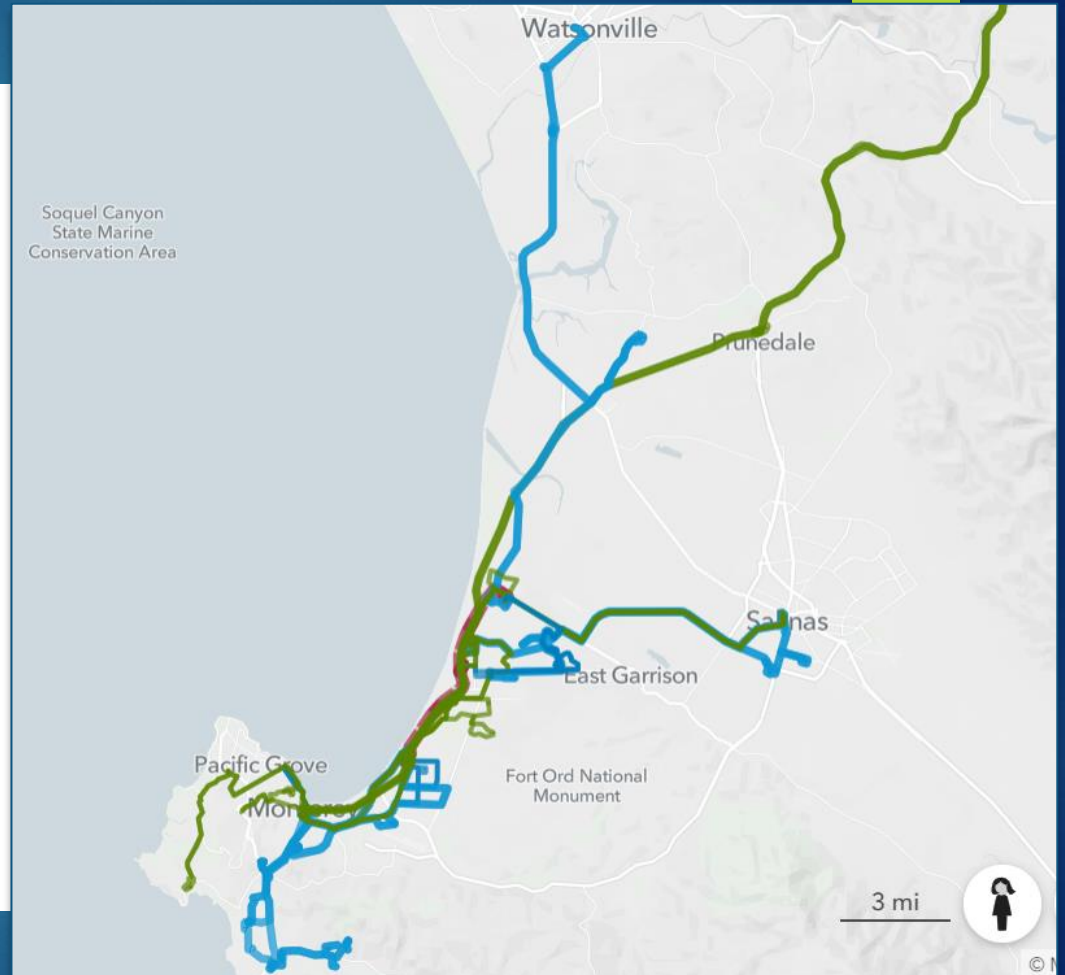 Watsonville
Soquel Canyon
State Marine
Conservation Area
Prunedale
Salinas
East Garrison
Pacific Grove
Fort Ord National
Monument
Monterey
3 mi
©